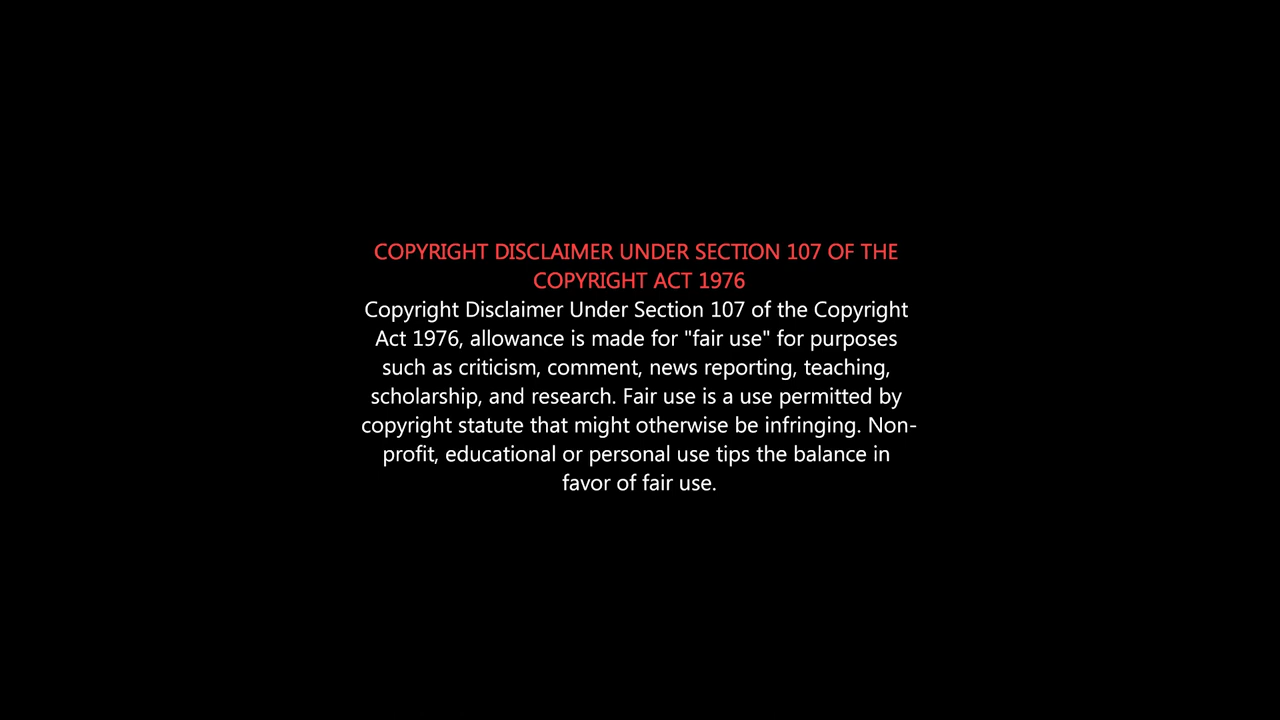 COPYRIGHT DISCLAIMER UNDER SECTION 107 OF THE
COPYRIGHT ACT 1976
Copyright Disclaimer Under Section 107 of the Copyright
Act 1976, allowance is made for "fair use" for purposes
such as criticism, comment, news reporting, teaching,
scholarship, and research. Fair use is a use permitted by
copyright statute that might otherwise be infringing. Non-
profit, educational or personal use tips the balance in
favor of fair use.